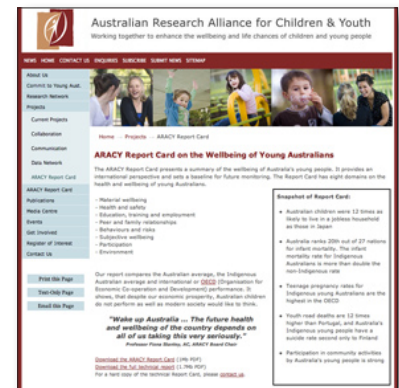 Australian Research Alliance for Children & Youth
Working together to enhance the wellbeing and life chances of children and young people
NEWS HOME CONTACT US ENQUIRIES SUBSCRIBE SUBMIT NEWS SITEMAP
About Us
Commit to Young Aust.
Research Network
Projects
Current Projects
Collaboration
Communication
Data Network
ARACY Report Card
ARACY Report Card
Publications
Media Centre
Events
Get Involved
Register of Interest
Contact Us
Print this Page
Text-Only Page
Email this Page
Home → Projects → ARACY Report Card
ARACY Report Card on the Wellbeing of Young Australians
The ARACY Report Card presents a summary of the wellbeing of Australia's young people. It provides an
international perspective and sets a baseline for future monitoring. The Report Card has eight domains on the
health and wellbeing of young Australians.
- Material wellbeing
- Health and safety
- Education, training and employment
- Peer and family relationships
- Behaviours and risks
- Subjective wellbeing
- Participation
- Environment
Our report compares the Australian average, the Indigenous
Australian average and international or OECD (Organisation for
Economic Co-operation and Development) performance. It
shows, that despite our economic prosperity, Australian children
do not perform as well as modern society would like to think.
"Wake up Australia ... The future health
and wellbeing of the country depends on
all of us taking this very seriously."
Professor Fiona Stanley, AC, ARACY Board Chair
Download the ARACY Report Card (1Mb PDF)
Download the full technical report (1.7Mb PDF)
For a hard copy of the technical Report Card, please contact us.
Snapshot of Report Card:
Australian children were 12 times as
likely to live in a jobless household
as those in Japan
Australia ranks 20th out of 27 nations
for infant mortality. The infant
mortality rate for Indigenous
Australians is more than double the
non-Indigenous rate
Teenage pregnancy rates for
Indigenous young Australians are the
highest in the OECD
Youth road deaths are 12 times
higher than Portugal, and Australia's
Indigenous young people have a
suicide rate second only to Finland
Participation in community activities
by Australia's young people is strong